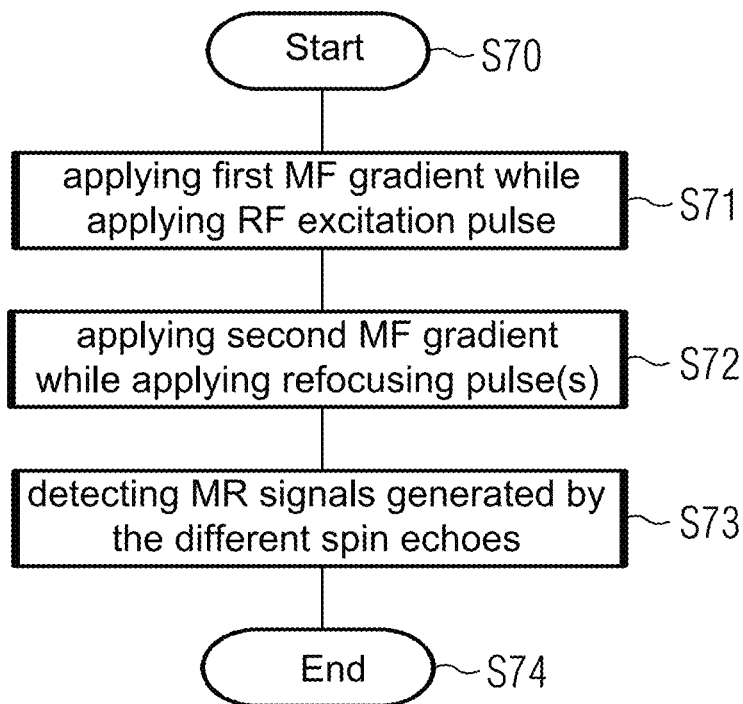 Start
S70
applying first MF gradient while
applying RF excitation pulse
S71
applying second MF gradient
while applying refocusing pulse(s)
S72
detecting MR signals generated by
the different spin echoes
S73
End
S74